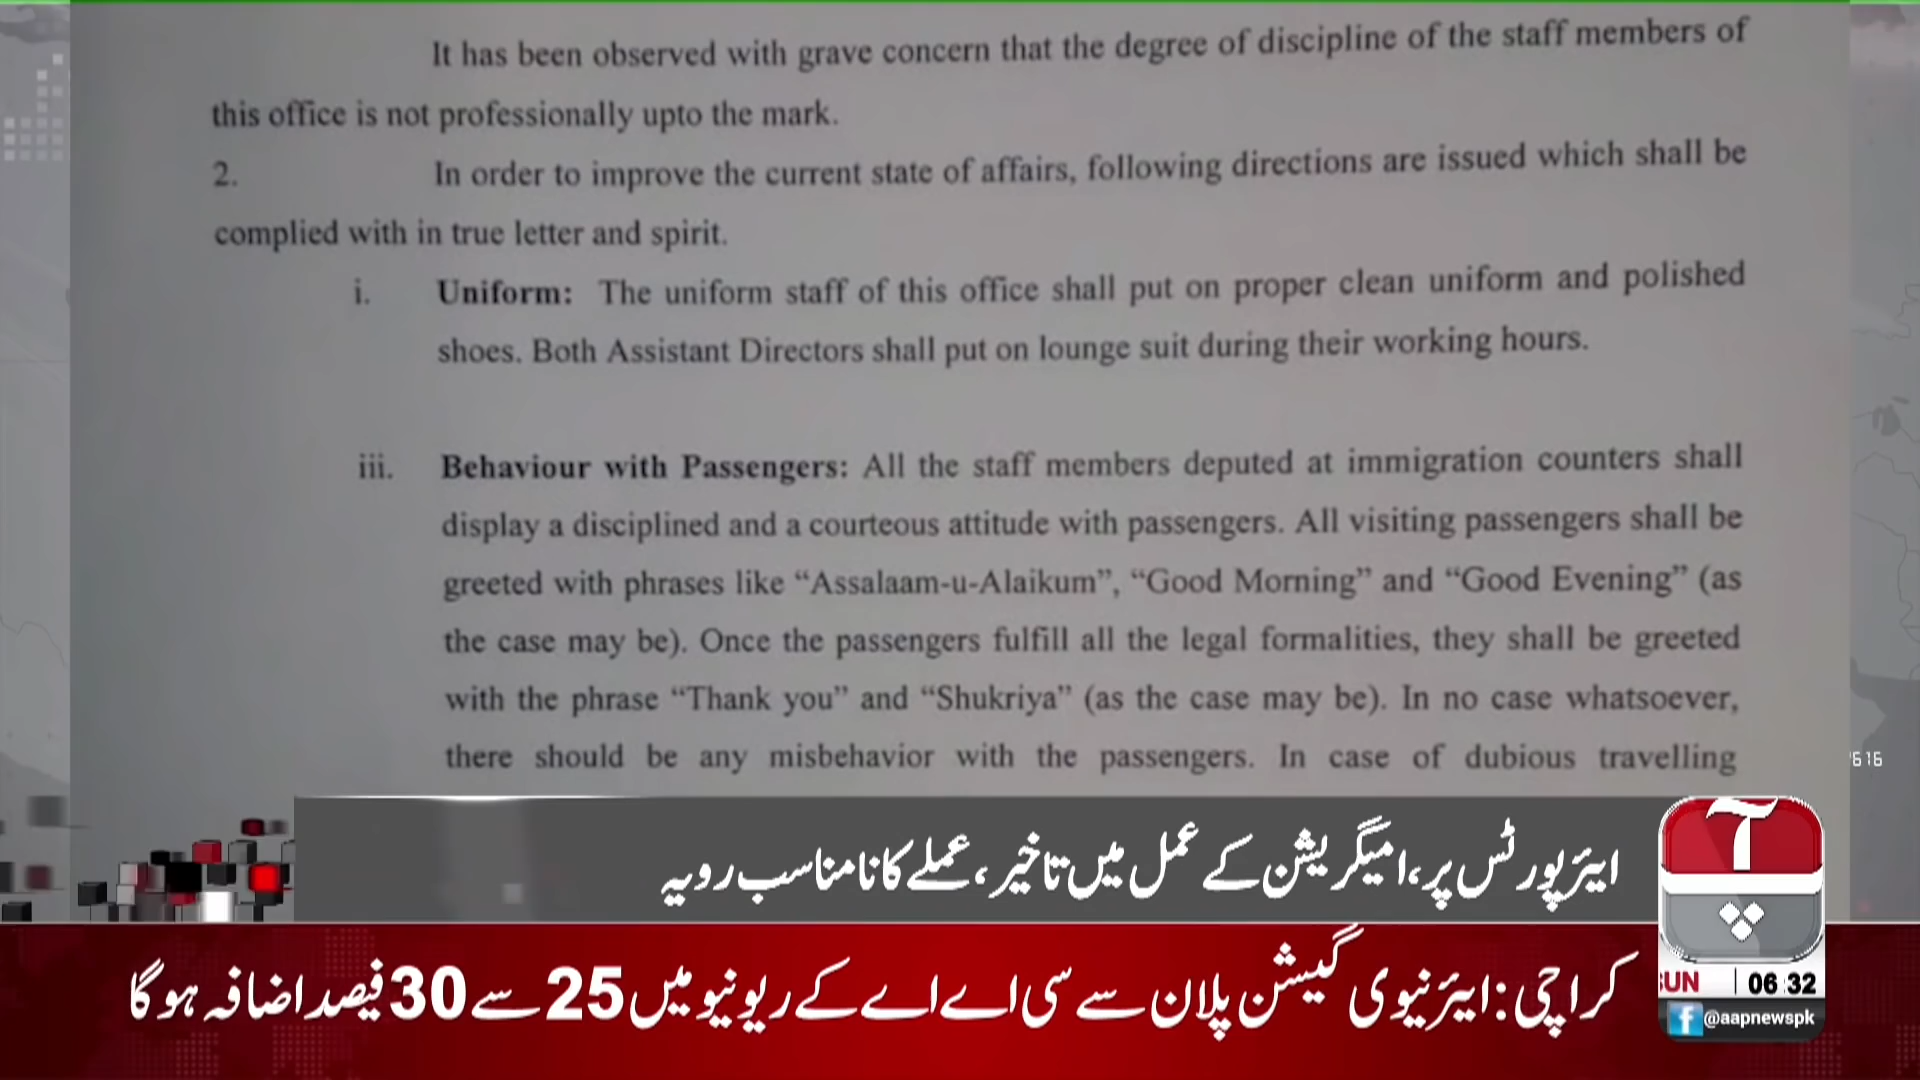 It has been observed with grave concern that the degree of discipline of the staff members of
this office is not professionally upto the mark.
2. In order to improve the current state of affairs, following directions are issued which shall be
complied with in true letter and spirit.
i. Uniform: The uniform staff of this office shall put on proper clean uniform and polished
shoes. Both Assistant Directors shall put on lounge suit during their working hours.
iii. Behaviour with Passengers: All the staff members deputed at immigration counters shall
display a disciplined and a courteous attitude with passengers. All visiting passengers shall be
greeted with phrases like “Assalaam-u-Alaikum”, “Good Morning” and “Good Evening” (as
the case may be). Once the passengers fulfill all the legal formalities, they shall be greeted
with the phrase “Thank you” and “Shukriya” (as the case may be). In no case whatsoever,
there should be any misbehavior with the passengers. In case of dubious travelling
ایئرپورٹس پر، امیگریشن کے عمل میں تاخیر، عملے کا نامناسب رویہ
کراچی: ایئرنیوی گیشن پلان سے سی اے اے کے ریونیو میں 25 سے 30 فیصد اضافہ ہوگا
آپ
SUN 06:32
@aapnewspk